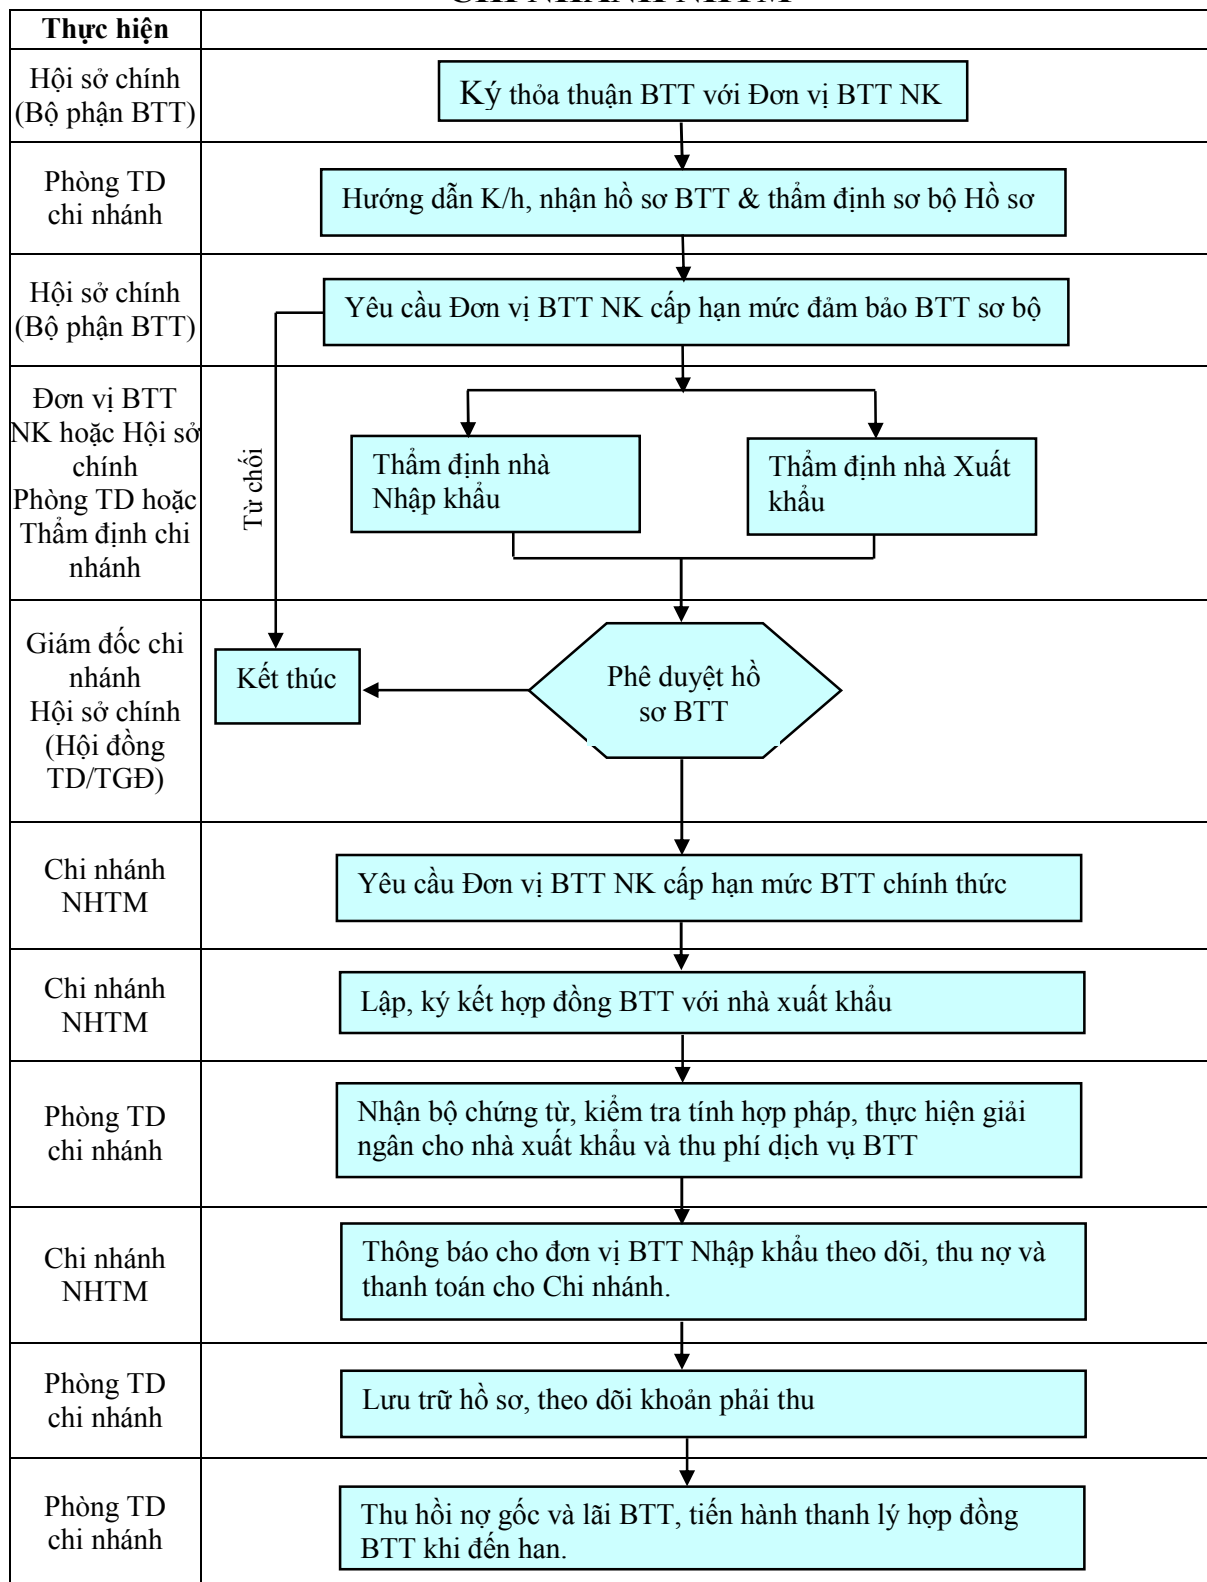 CHI NHÁNH NHTM
Thực hiện
Hội sở chính
(Bộ phận BTT)
Ký thỏa thuận BTT với Đơn vị BTT NK
Phòng TD
chi nhánh
Hướng dẫn K/h, nhận hồ sơ BTT & thẩm định sơ bộ Hồ sơ
Hội sở chính
(Bộ phận BTT)
Yêu cầu Đơn vị BTT NK cấp hạn mức đảm bảo BTT sơ bộ
Đơn vị BTT
NK hoặc Hội sở
chính
Phòng TD hoặc
Thẩm định chi
nhánh
Từ chối
Thẩm định nhà
Nhập khẩu
Thẩm định nhà Xuất
khẩu
Giám đốc chi
nhánh
Hội sở chính
(Hội đồng
TD/TGĐ)
Kết thúc
Phê duyệt hồ
sơ BTT
Chi nhánh
NHTM
Yêu cầu Đơn vị BTT NK cấp hạn mức BTT chính thức
Chi nhánh
NHTM
Lập, ký kết hợp đồng BTT với nhà xuất khẩu
Phòng TD
chi nhánh
Nhận bộ chứng từ, kiểm tra tính hợp pháp, thực hiện giải
ngân cho nhà xuất khẩu và thu phí dịch vụ BTT
Chi nhánh
NHTM
Thông báo cho đơn vị BTT Nhập khẩu theo dõi, thu nợ và
thanh toán cho Chi nhánh.
Phòng TD
chi nhánh
Lưu trữ hồ sơ, theo dõi khoản phải thu
Phòng TD
chi nhánh
Thu hồi nợ gốc và lãi BTT, tiến hành thanh lý hợp đồng
BTT khi đến han.